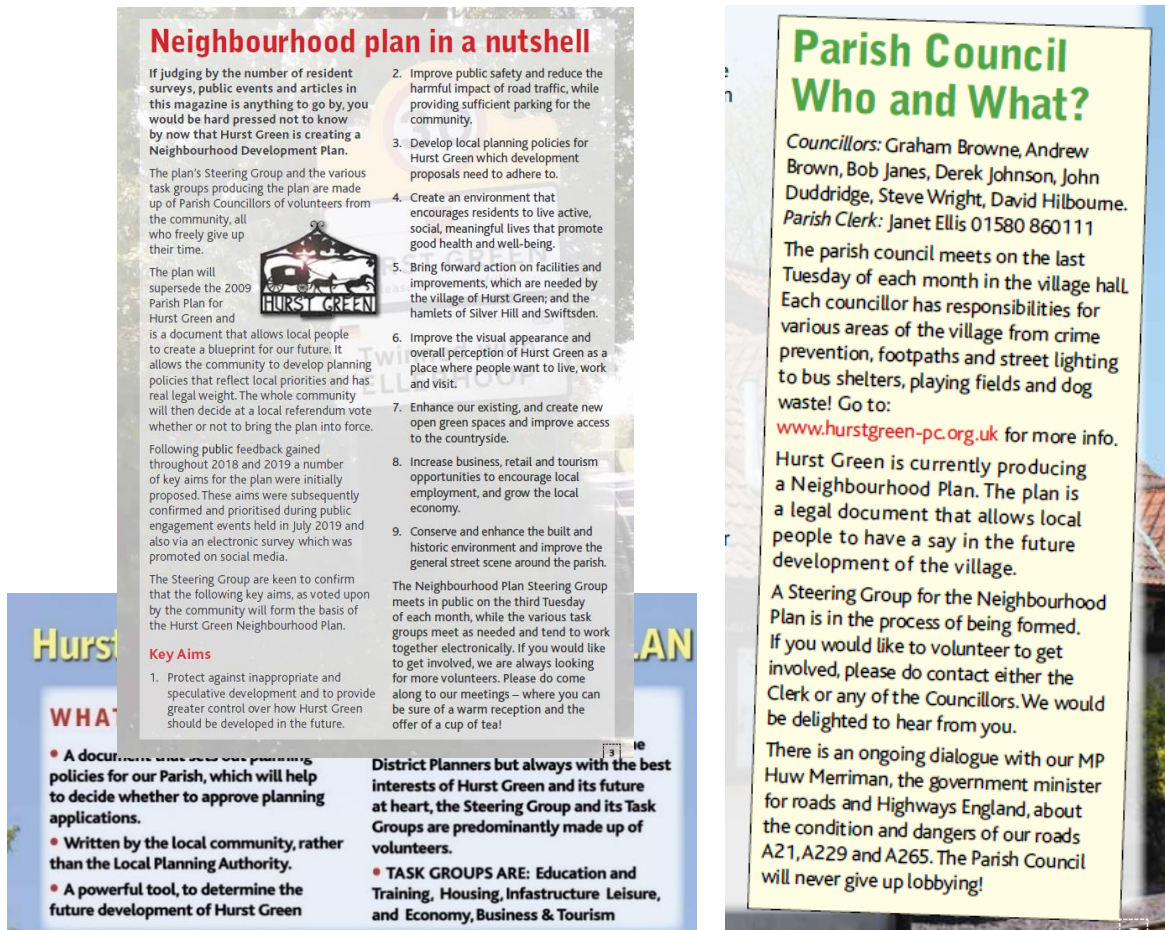 Neighbourhood plan in a nutshell
If judging by the number of resident
surveys, public events and articles in
this magazine is anything to go by, you
would be hard pressed not to know
by now that Hurst Green is creating a
Neighbourhood Development Plan.
The plan's Steering Group and the various
task groups producing the plan are made
up of Parish Councillors of volunteers from
the community, all
who freely give up
their time.
The plan will
supersede the 2009
Parish Plan for
Hurst Green and
is a document that allows local people
to create a blueprint for our future. It
allows the community to develop planning
policies that reflect local priorities and has
real legal weight. The whole community
will then decide at a local referendum vote
whether or not to bring the plan into force.
Following public feedback gained
throughout 2018 and 2019 a number
of key aims for the plan were initially
proposed. These aims were subsequently
confirmed and prioritised during public
engagement events held in July 2019 and
also via an electronic survey which was
promoted on social media.
The Steering Group are keen to confirm
that the following key aims, as voted upon
by the community will form the basis of
the Hurst Green Neighbourhood Plan.
Key Aims
1. Protect against inappropriate and
speculative development and to provide
greater control over how Hurst Green
should be developed in the future.
HURST GREEN
2. Improve public safety and reduce the
harmful impact of road traffic, while
providing sufficient parking for the
community.
3. Develop local planning policies for
Hurst Green which development
proposals need to adhere to.
4. Create an environment that
encourages residents to live active,
social, meaningful lives that promote
good health and well-being.
5. Bring forward action on facilities and
improvements, which are needed by
the village of Hurst Green; and the
hamlets of Silver Hill and Swiftsden.
6. Improve the visual appearance and
overall perception of Hurst Green as a
place where people want to live, work
and visit.
7. Enhance our existing, and create new
open green spaces and improve access
to the countryside.
8. Increase business, retail and tourism
opportunities to encourage local
employment, and grow the local
economy.
9. Conserve and enhance the built and
historic environment and improve the
general street scene around the parish.
The Neighbourhood Plan Steering Group
meets in public on the third Tuesday
of each month, while the various task
groups meet as needed and tend to work
together electronically. If you would like
to get involved, we are always looking
for more volunteers. Please do come
along to our meetings – where you can
be sure of a warm reception and the
offer of a cup of tea!
3
Hurst
LAN
WHAT
• A document that sets out planning
policies for our Parish, which will help
to decide whether to approve planning
applications.
• Written by the local community, rather
than the Local Planning Authority.
• A powerful tool, to determine the
future development of Hurst Green
District Planners but always with the best
interests of Hurst Green and its future
at heart, the Steering Group and its Task
Groups are predominantly made up of
volunteers.
• TASK GROUPS ARE: Education and
Training, Housing, Infastructure Leisure,
and Economy, Business & Tourism
Parish Council
Who and What?
Councillors: Graham Browne, Andrew
Brown, Bob Janes, Derek Johnson, John
Duddridge, Steve Wright, David Hilbourne.
Parish Clerk: Janet Ellis 01580 860111
The parish council meets on the last
Tuesday of each month in the village hall.
Each councillor has responsibilities for
various areas of the village from crime
prevention, footpaths and street lighting
to bus shelters, playing fields and dog
waste! Go to:
www.hurstgreen-pc.org.uk for more info.
Hurst Green is currently producing
a Neighbourhood Plan. The plan is
a legal document that allows local
people to have a say in the future
development of the village.
A Steering Group for the Neighbourhood
Plan is in the process of being formed.
If you would like to volunteer to get
involved, please do contact either the
Clerk or any of the Councillors. We would
be delighted to hear from you.
There is an ongoing dialogue with our MP
Huw Merriman, the government minister
for roads and Highways England, about
the condition and dangers of our roads
A21, A229 and A265. The Parish Council
will never give up lobbying!